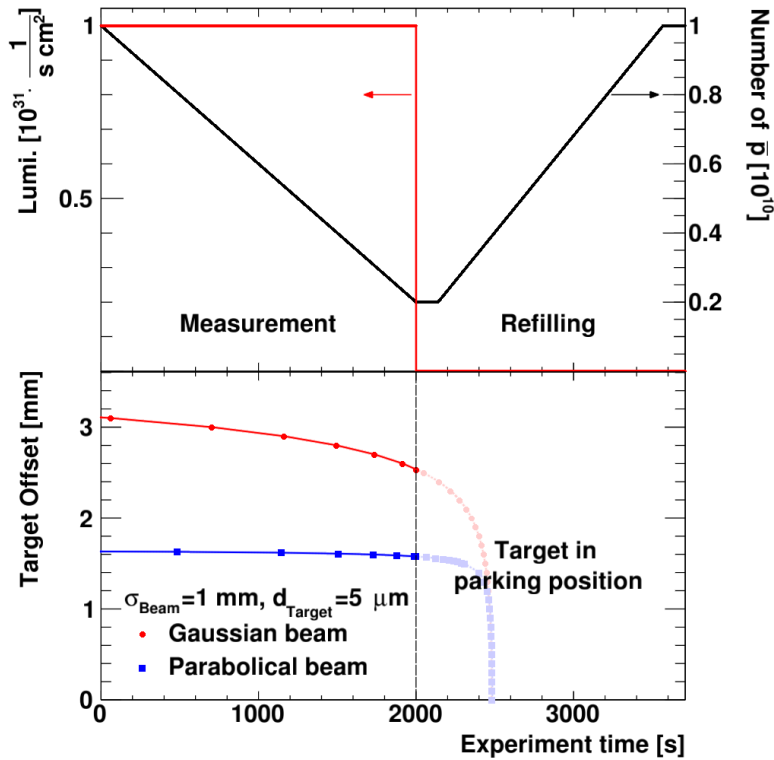 Lumi. [10³¹· 1/(s cm²)]
1
0.5
1
0.8
0.6
0.4
0.2
Number of p̅ [10¹⁰]
Measurement
Refilling
Target Offset [mm]
3
2
1
0
Target in
parking position
σ_Beam=1 mm, d_Target=5 μm
Gaussian beam
Parabolical beam
0 1000 2000 3000
Experiment time [s]